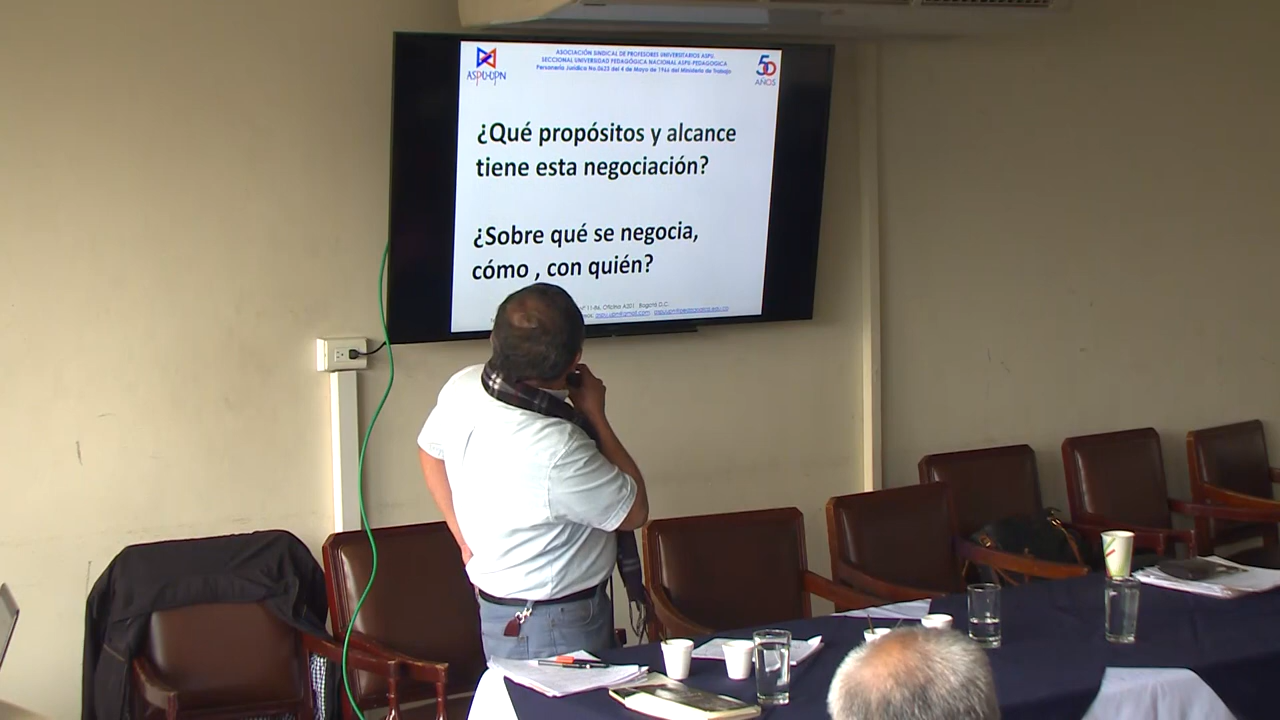 ASPU-UPN
ASOCIACIÓN SINDICAL DE PROFESORES UNIVERSITARIOS ASPU.
SECCIONAL UNIVERSIDAD PEDAGÓGICA NACIONAL ASPU-PEDAGOGICA
Personería Jurídica No.0623 del 4 de Mayo de 1966 del Ministerio de Trabajo
50
AÑOS
¿Qué propósitos y alcance
tiene esta negociación?
¿Sobre qué se negocia,
cómo , con quién?
Oficina A301 Bogotá D.C.